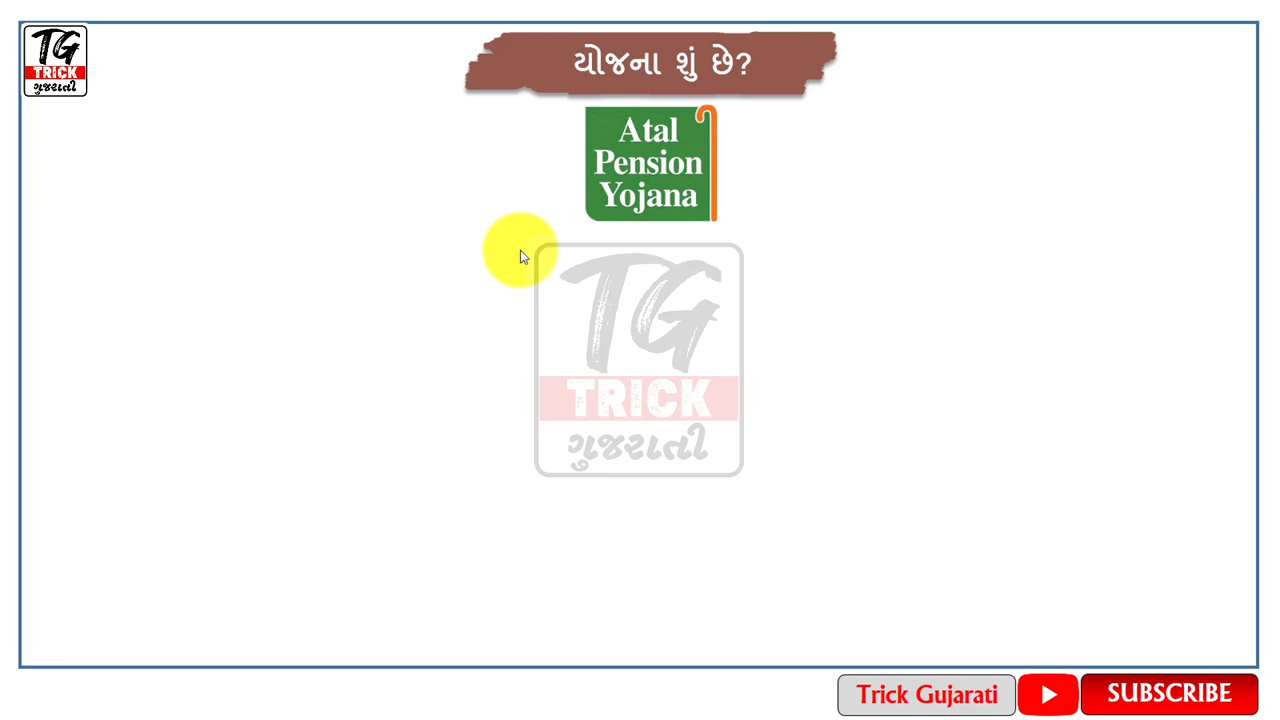 TG
TRICK
ગુજરાતી
યોજના શું છે?
Atal
Pension
Yojana
TG
TRICK
ગુજરાતી
Trick Gujarati
SUBSCRIBE